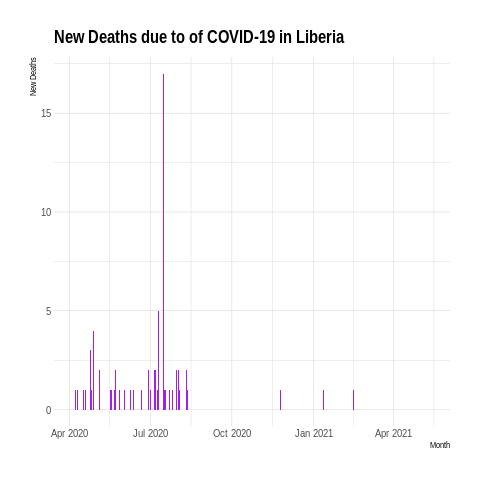 New Deaths due to of COVID-19 in Liberia
New Deaths
15
10
5
0
Apr 2020 Jul 2020 Oct 2020 Jan 2021 Apr 2021
Month